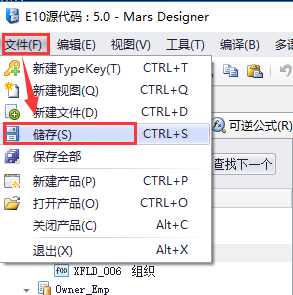 E10源代码 : 5.0 - Mars Designer
文件(F) 编辑(E) 视图(V) 工具(T) 编译(B) 多语
新建TypeKey(T) CTRL+T
新建视图(Q) CTRL+Q
新建文件(D) CTRL+D
储存(S) CTRL+S
可逆公式(R)
保存全部
查找下一个
新建产品(P) CTRL+P
打开产品(O) CTRL+O
关闭产品(C) Alt+C
退出(X) Alt+X
f(x) XFLD_006 组织
Owner_Emp